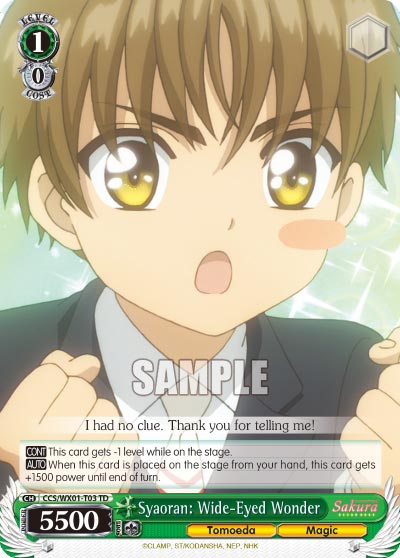 LEVEL
1
0
COST
SAMPLE
I had no clue. Thank you for telling me!
CONT This card gets -1 level while on the stage.
AUTO When this card is placed on the stage from your hand, this gets
+1500 power until end of turn.
CH CCS/WX01-T03 TD
5500
Syaoran: Wide-Eyed Wonder
Sakura
Tomoeda Magic
©CLAMP, ST/KODANSHA, NEP, NHK